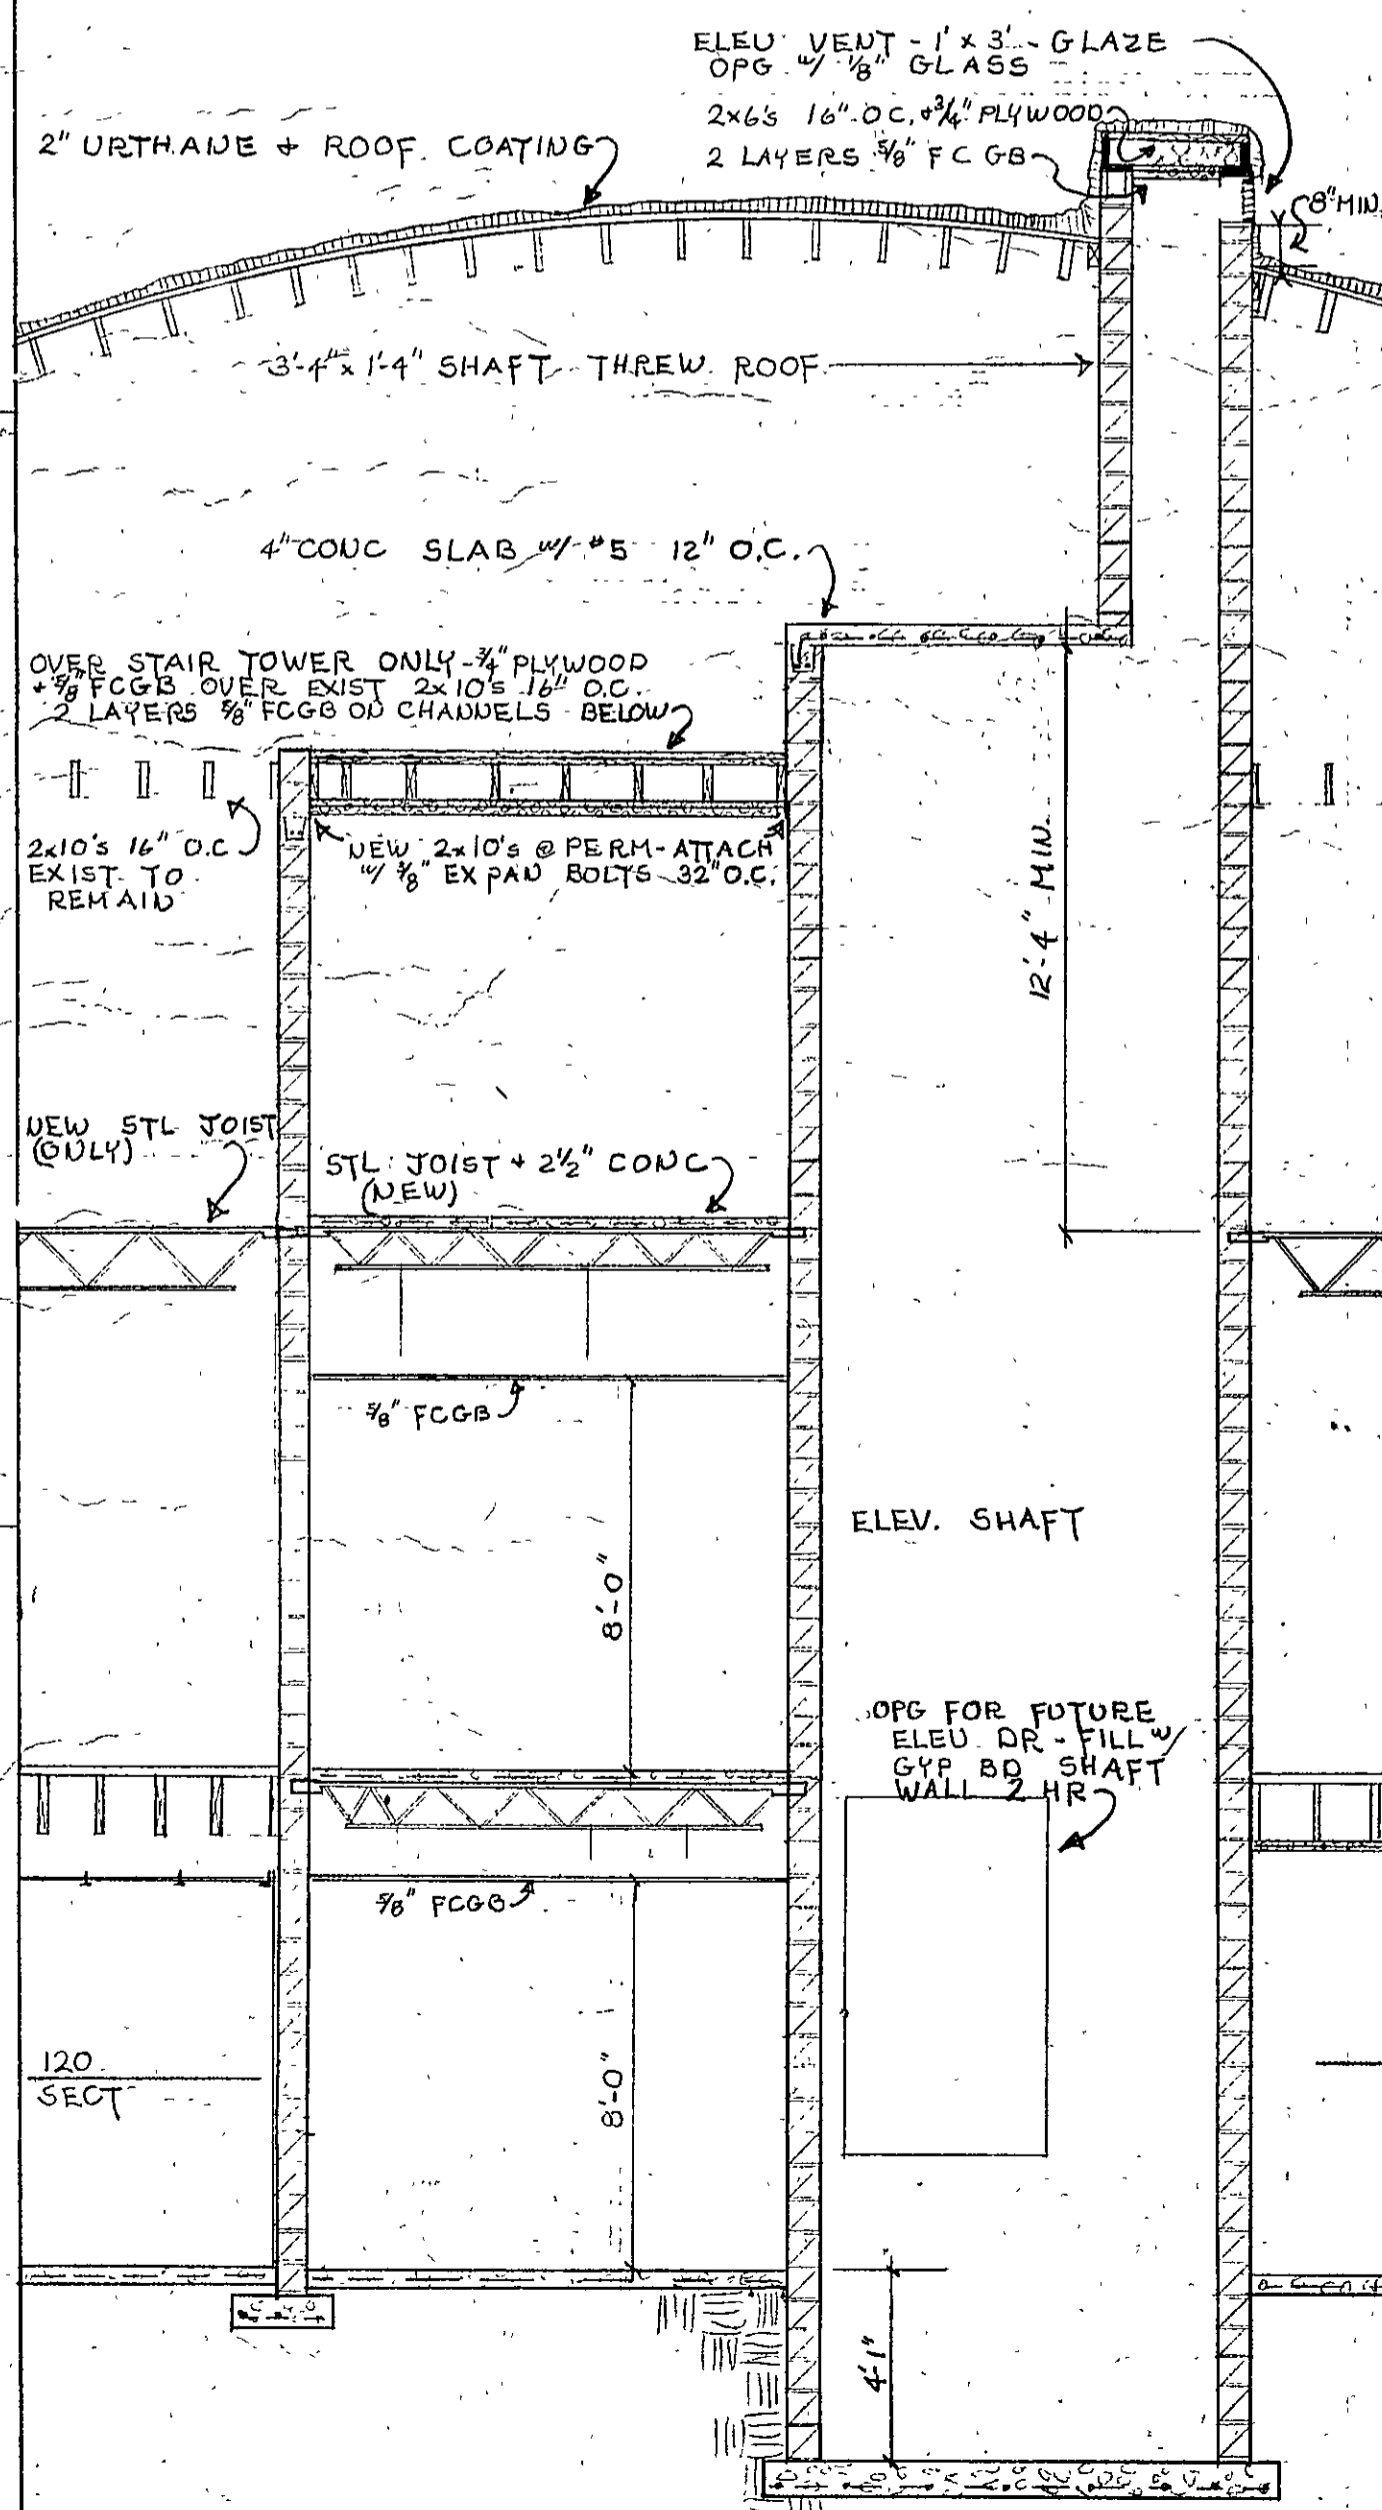 ELEV VENT - 1' x 3' - GLAZE
OPG w/ 1/8" GLASS
2x6's 16" O.C. + 3/4" PLYWOOD
2 LAYERS 5/8" FC GB
2" URTHANE + ROOF COATING
8" MIN.
3'-4" x 1'-4" SHAFT THREW ROOF
4" CONC SLAB w/ #5 12" O.C.
OVER STAIR TOWER ONLY - 3/4" PLYWOOD
+ 5/8" FCGB OVER EXIST 2x10's 16" O.C.
2 LAYERS 5/8" FCGB ON CHANNELS BELOW
2x10's 16" O.C
EXIST TO
REMAIN
NEW 2x10's @ PERM - ATTACH
w/ 3/8" EXPAN BOLTS 32" O.C.
12'-4" MIN.
NEW STL JOIST
(ONLY)
STL JOIST + 2 1/2" CONC
(NEW)
5/8" FCGB
8'-0"
ELEV. SHAFT
OPG FOR FUTURE
ELEV DR - FILL w/
GYP BD SHAFT
WALL 2 HR
5/8" FCGB
8'-0"
120
SECT
4'-1"